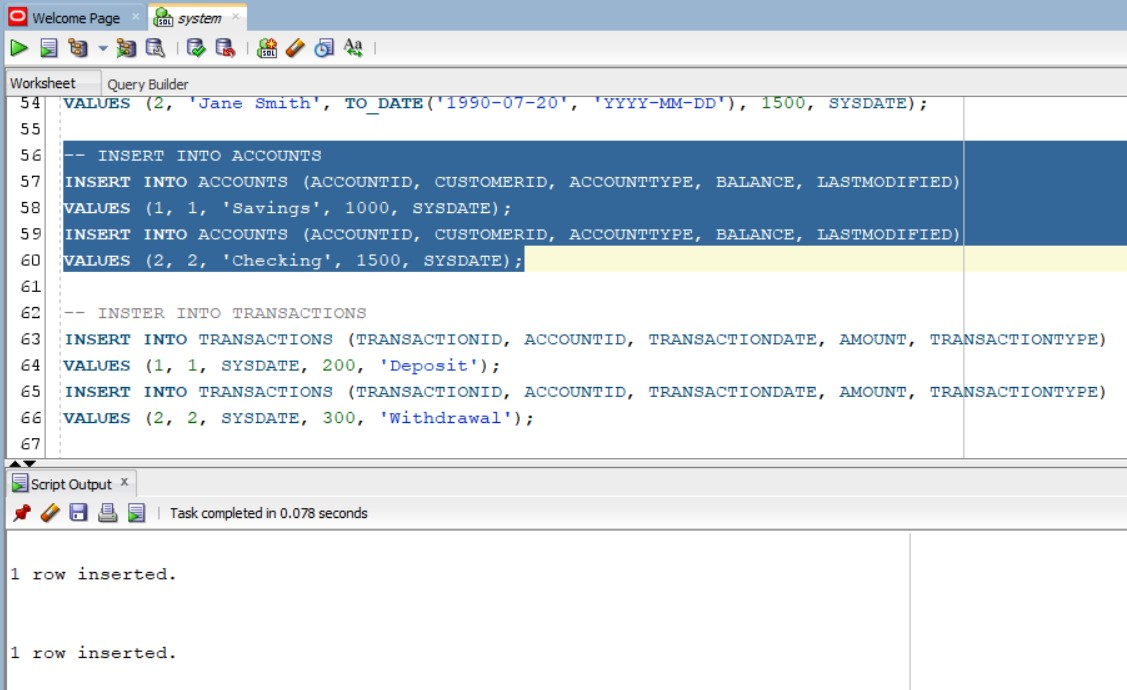 Welcome Page
system
Worksheet Query Builder
54 VALUES (2, 'Jane Smith', TO_DATE('1990-07-20', 'YYYY-MM-DD'), 1500, SYSDATE);
55
56 -- INSERT INTO ACCOUNTS
57 INSERT INTO ACCOUNTS (ACCOUNTID, CUSTOMERID, ACCOUNTTYPE, BALANCE, LASTMODIFIED)
58 VALUES (1, 1, 'Savings', 1000, SYSDATE);
59 INSERT INTO ACCOUNTS (ACCOUNTID, CUSTOMERID, ACCOUNTTYPE, BALANCE, LASTMODIFIED)
60 VALUES (2, 2, 'Checking', 1500, SYSDATE);
61
62 -- INSTER INTO TRANSACTIONS
63 INSERT INTO TRANSACTIONS (TRANSACTIONID, ACCOUNTID, TRANSACTIONDATE, AMOUNT, TRANSACTIONTYPE)
64 VALUES (1, 1, SYSDATE, 200, 'Deposit');
65 INSERT INTO TRANSACTIONS (TRANSACTIONID, ACCOUNTID, TRANSACTIONDATE, AMOUNT, TRANSACTIONTYPE)
66 VALUES (2, 2, SYSDATE, 300, 'Withdrawal');
67
Script Output x
Task completed in 0.078 seconds
1 row inserted.
1 row inserted.